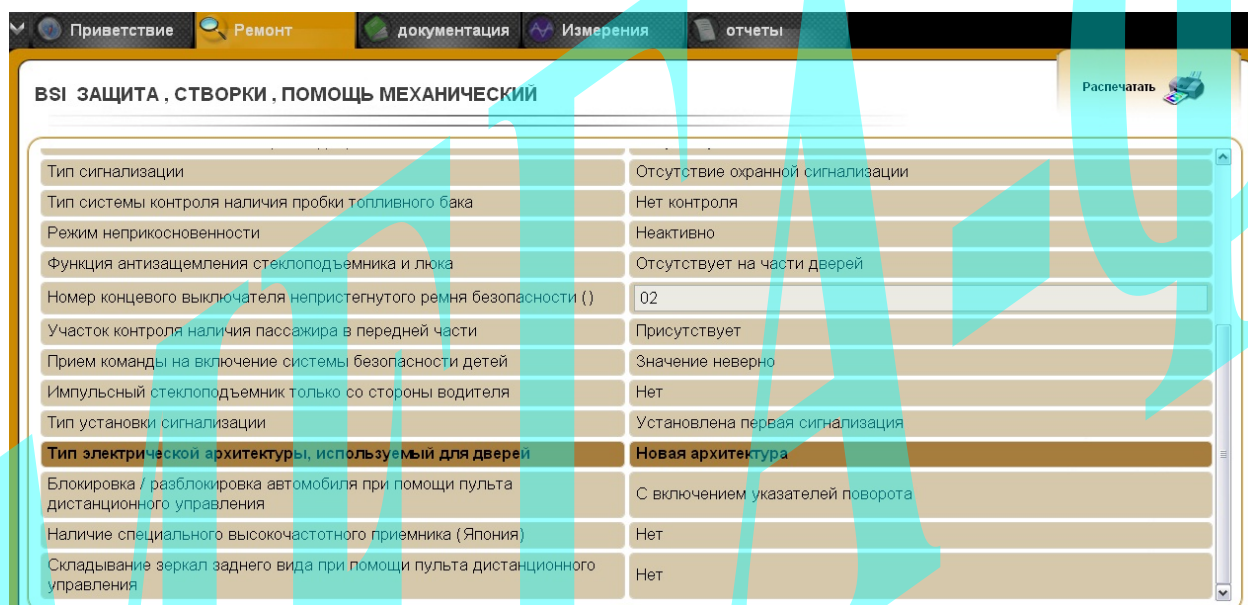 Приветствие Ремонт документация Измерения отчеты
BSI ЗАЩИТА , СТВОРКИ , ПОМОЩЬ МЕХАНИЧЕСКИЙ
Распечатать
Тип сигнализации Отсутствие охранной сигнализации
Тип системы контроля наличия пробки топливного бака Нет контроля
Режим неприкосновенности Неактивно
Функция антизащемления стеклоподъемника и люка Отсутствует на части дверей
Номер концевого выключателя непристегнутого ремня безопасности () 02
Участок контроля наличия пассажира в передней части Присутствует
Прием команды на включение системы безопасности детей Значение неверно
Импульсный стеклоподъемник только со стороны водителя Нет
Тип установки сигнализации Установлена первая сигнализация
Тип электрической архитектуры, используемый для дверей Новая архитектура
Блокировка / разблокировка автомобиля при помощи пульта
дистанционного управления С включением указателей поворота
Наличие специального высокочастотного приемника (Япония) Нет
Складывание зеркал заднего вида при помощи пульта дистанционного
управления Нет